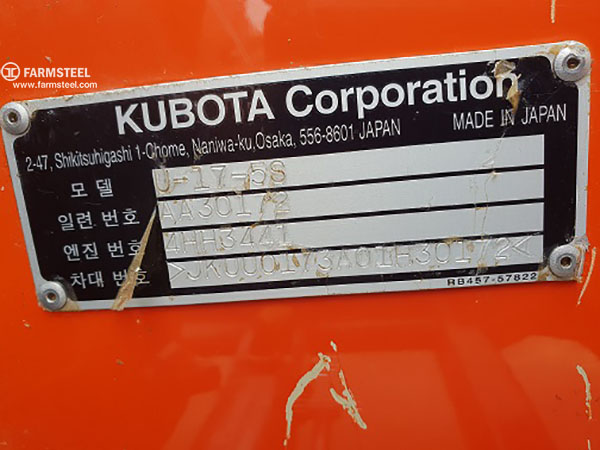 FARMSTEEL
www.farmsteel.com
KUBOTA Corporation
2-47, Shikitsuhigashi 1-Chome, Naniwa-ku, Osaka, 556-8601 JAPAN MADE IN JAPAN
모 델 U-17-5S
일련 번호 AA30172
엔진 번호 4HH3441
차대 번호 >JKU00173A01H30172<
RB457-57822